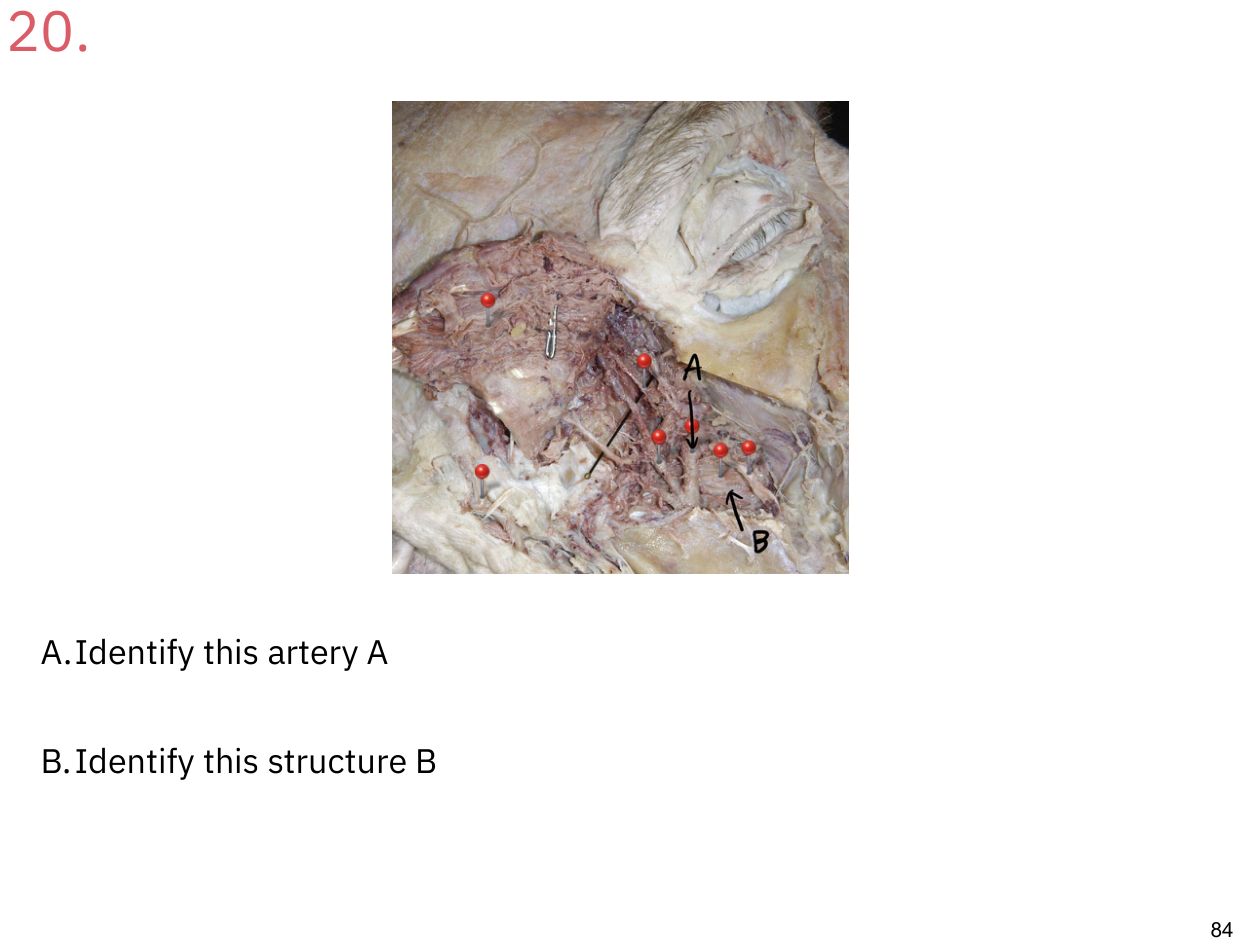 20.
A
B
A. Identify this artery A
B. Identify this structure B
84